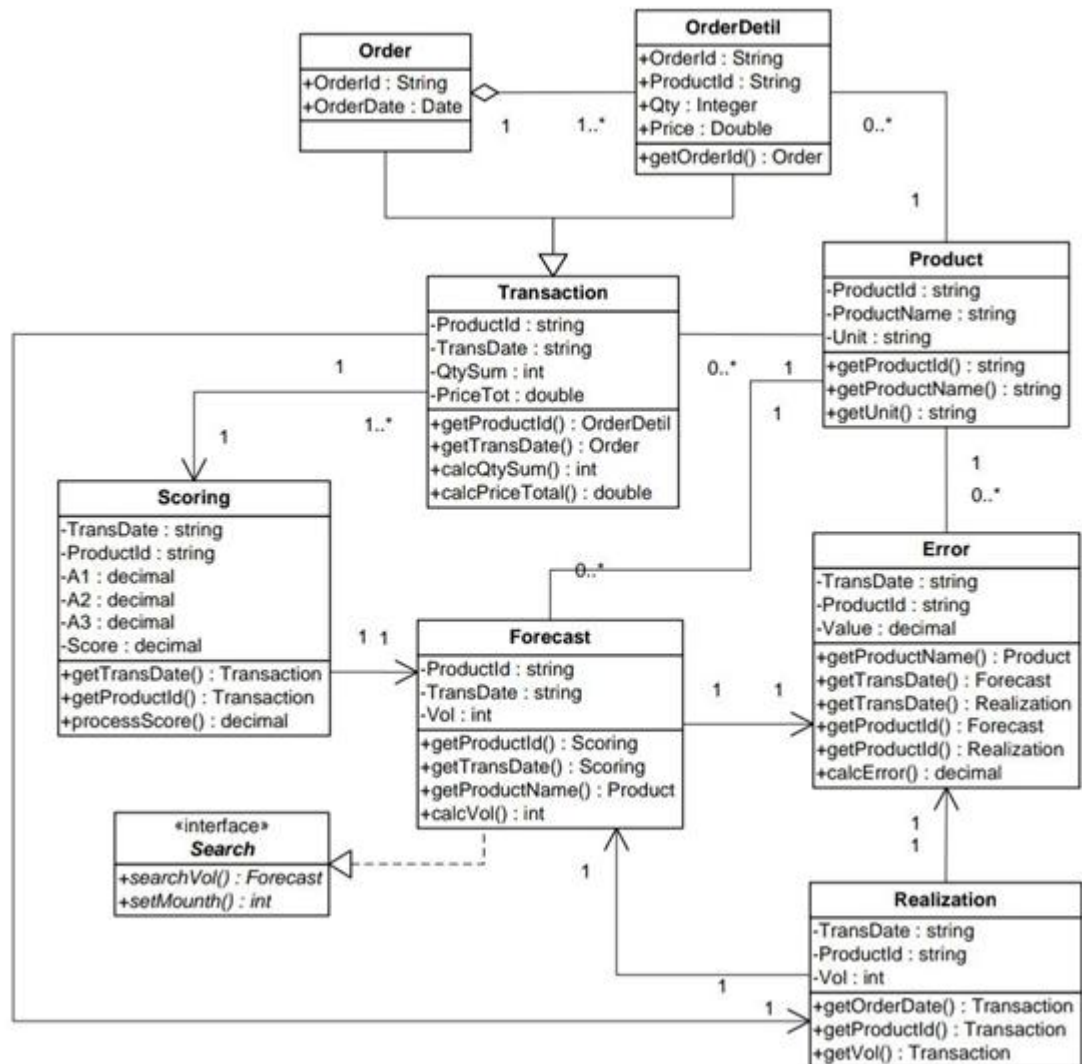 Order
+OrderId : String
+OrderDate : Date
1
1..*
OrderDetil
+OrderId : String
+ProductId : String
+Qty : Integer
+Price : Double
+getOrderId() : Order
0..*
1
Product
-ProductId : string
-ProductName : string
-Unit : string
+getProductId() : string
+getProductName() : string
+getUnit() : string
Transaction
-ProductId : string
-TransDate : string
-QtySum : int
-PriceTot : double
+getProductId() : OrderDetil
+getTransDate() : Order
+calcQtySum() : int
+calcPriceTotal() : double
0..*
1
1
1
1..*
1
1
0..*
Scoring
-TransDate : string
-ProductId : string
-A1 : decimal
-A2 : decimal
-A3 : decimal
-Score : decimal
+getTransDate() : Transaction
+getProductId() : Transaction
+processScore() : decimal
1
1
0..*
Forecast
-ProductId : string
-TransDate : string
-Vol : int
+getProductId() : Scoring
+getTransDate() : Scoring
+getProductName() : Product
+calcVol() : int
1
1
Error
-TransDate : string
-ProductId : string
-Value : decimal
+getProductName() : Product
+getTransDate() : Forecast
+getTransDate() : Realization
+getProductId() : Forecast
+getProductId() : Realization
+calcError() : decimal
«interface»
Search
+searchVol() : Forecast
+setMounth() : int
1
1
1
1
1
Realization
-TransDate : string
-ProductId : string
-Vol : int
+getOrderDate() : Transaction
+getProductId() : Transaction
+getVol() : Transaction